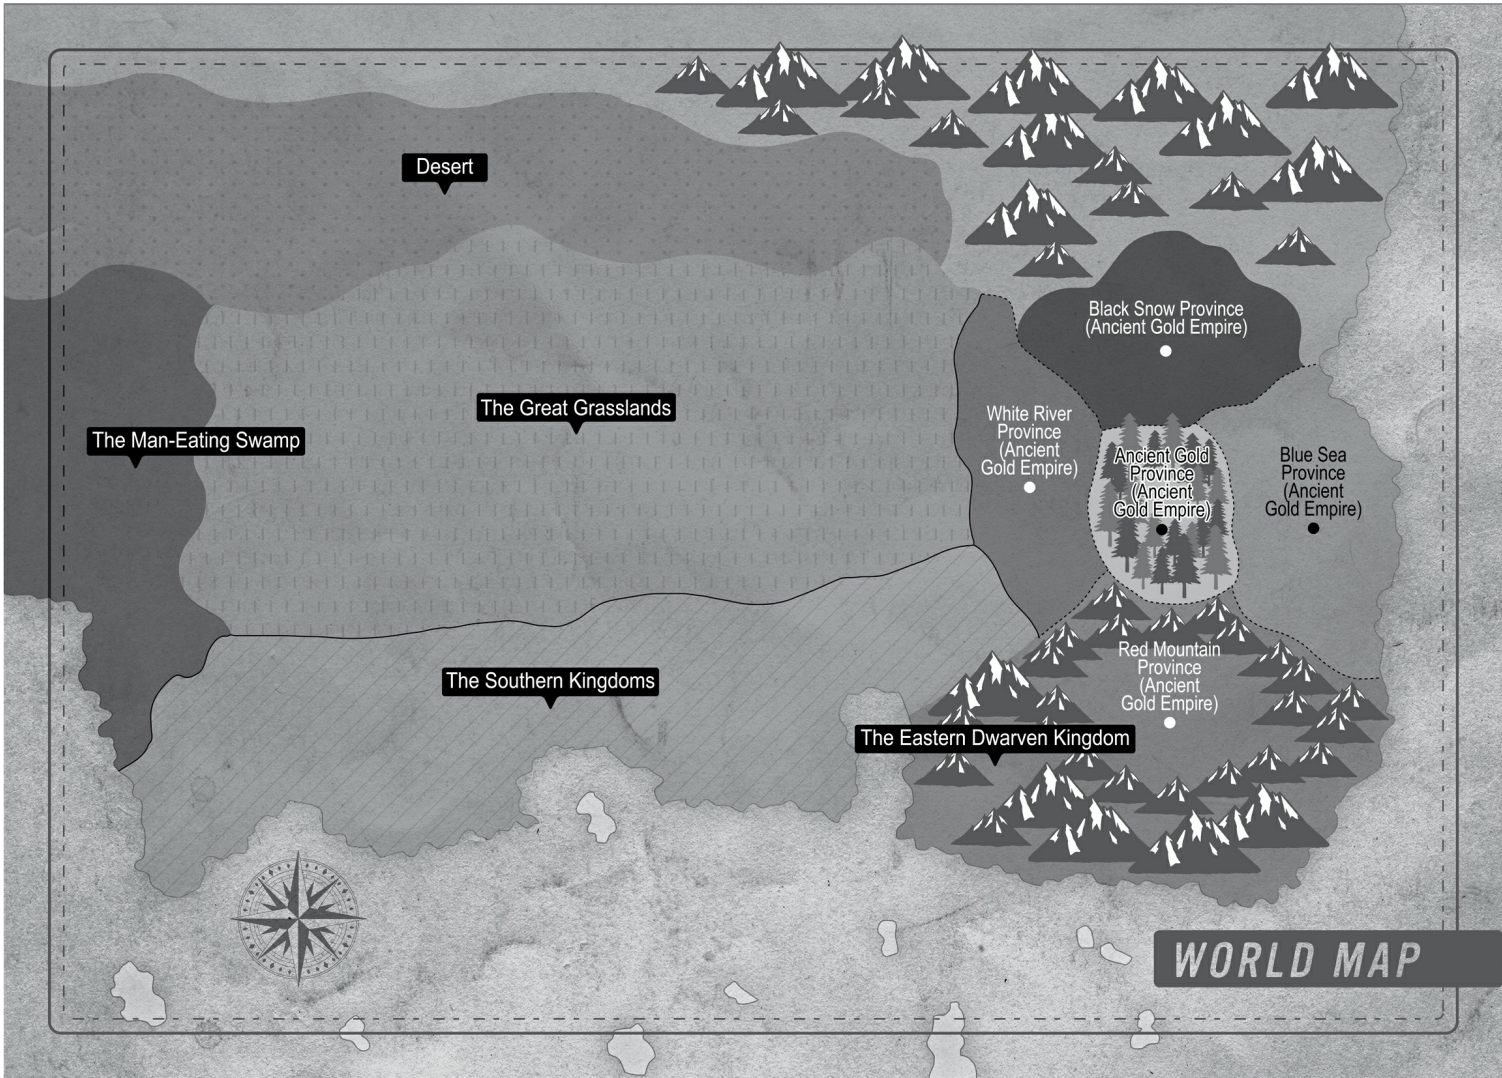 Desert
Black Snow Province
(Ancient Gold Empire)
The Great Grasslands
White River
Province
(Ancient
Gold Empire)
The Man-Eating Swamp
Ancient Gold
Province
(Ancient
Gold Empire)
Blue Sea
Province
(Ancient
Gold Empire)
The Southern Kingdoms
Red Mountain
Province
(Ancient
Gold Empire)
The Eastern Dwarven Kingdom
WORLD MAP